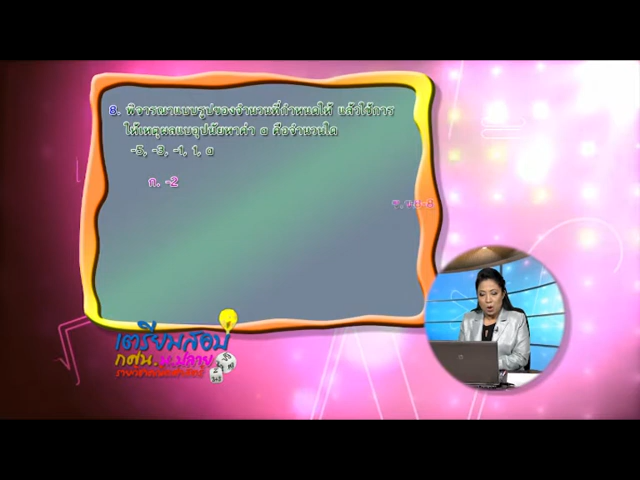 8. พิจารณาแบบรูปของจำนวนที่กำหนดให้ แล้วใช้การ
ให้เหตุผลแบบอุปนัยหาค่า a คือจำนวนใด
-5, -3, -1, 1, a
ก. -2
เตรียมสอบ
กศน. ม.ปลาย